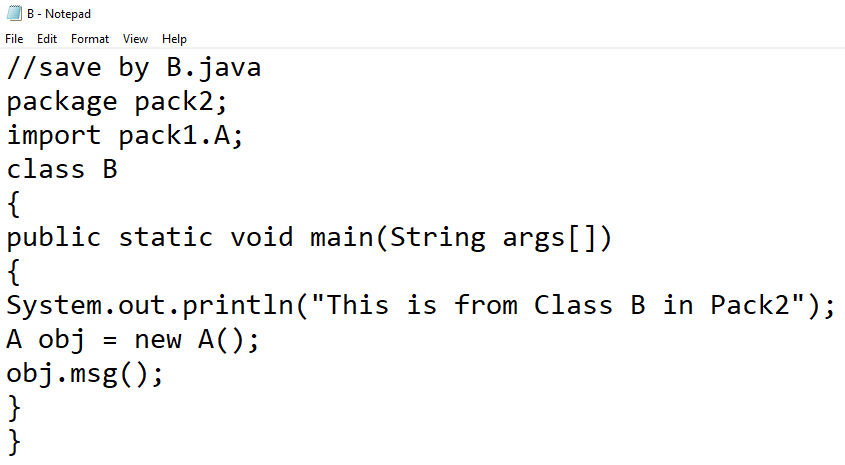 B - Notepad
File Edit Format View Help
//save by B.java
package pack2;
import pack1.A;
class B
{
public static void main(String args[])
{
System.out.println("This is from Class B in Pack2");
A obj = new A();
obj.msg();
}
}